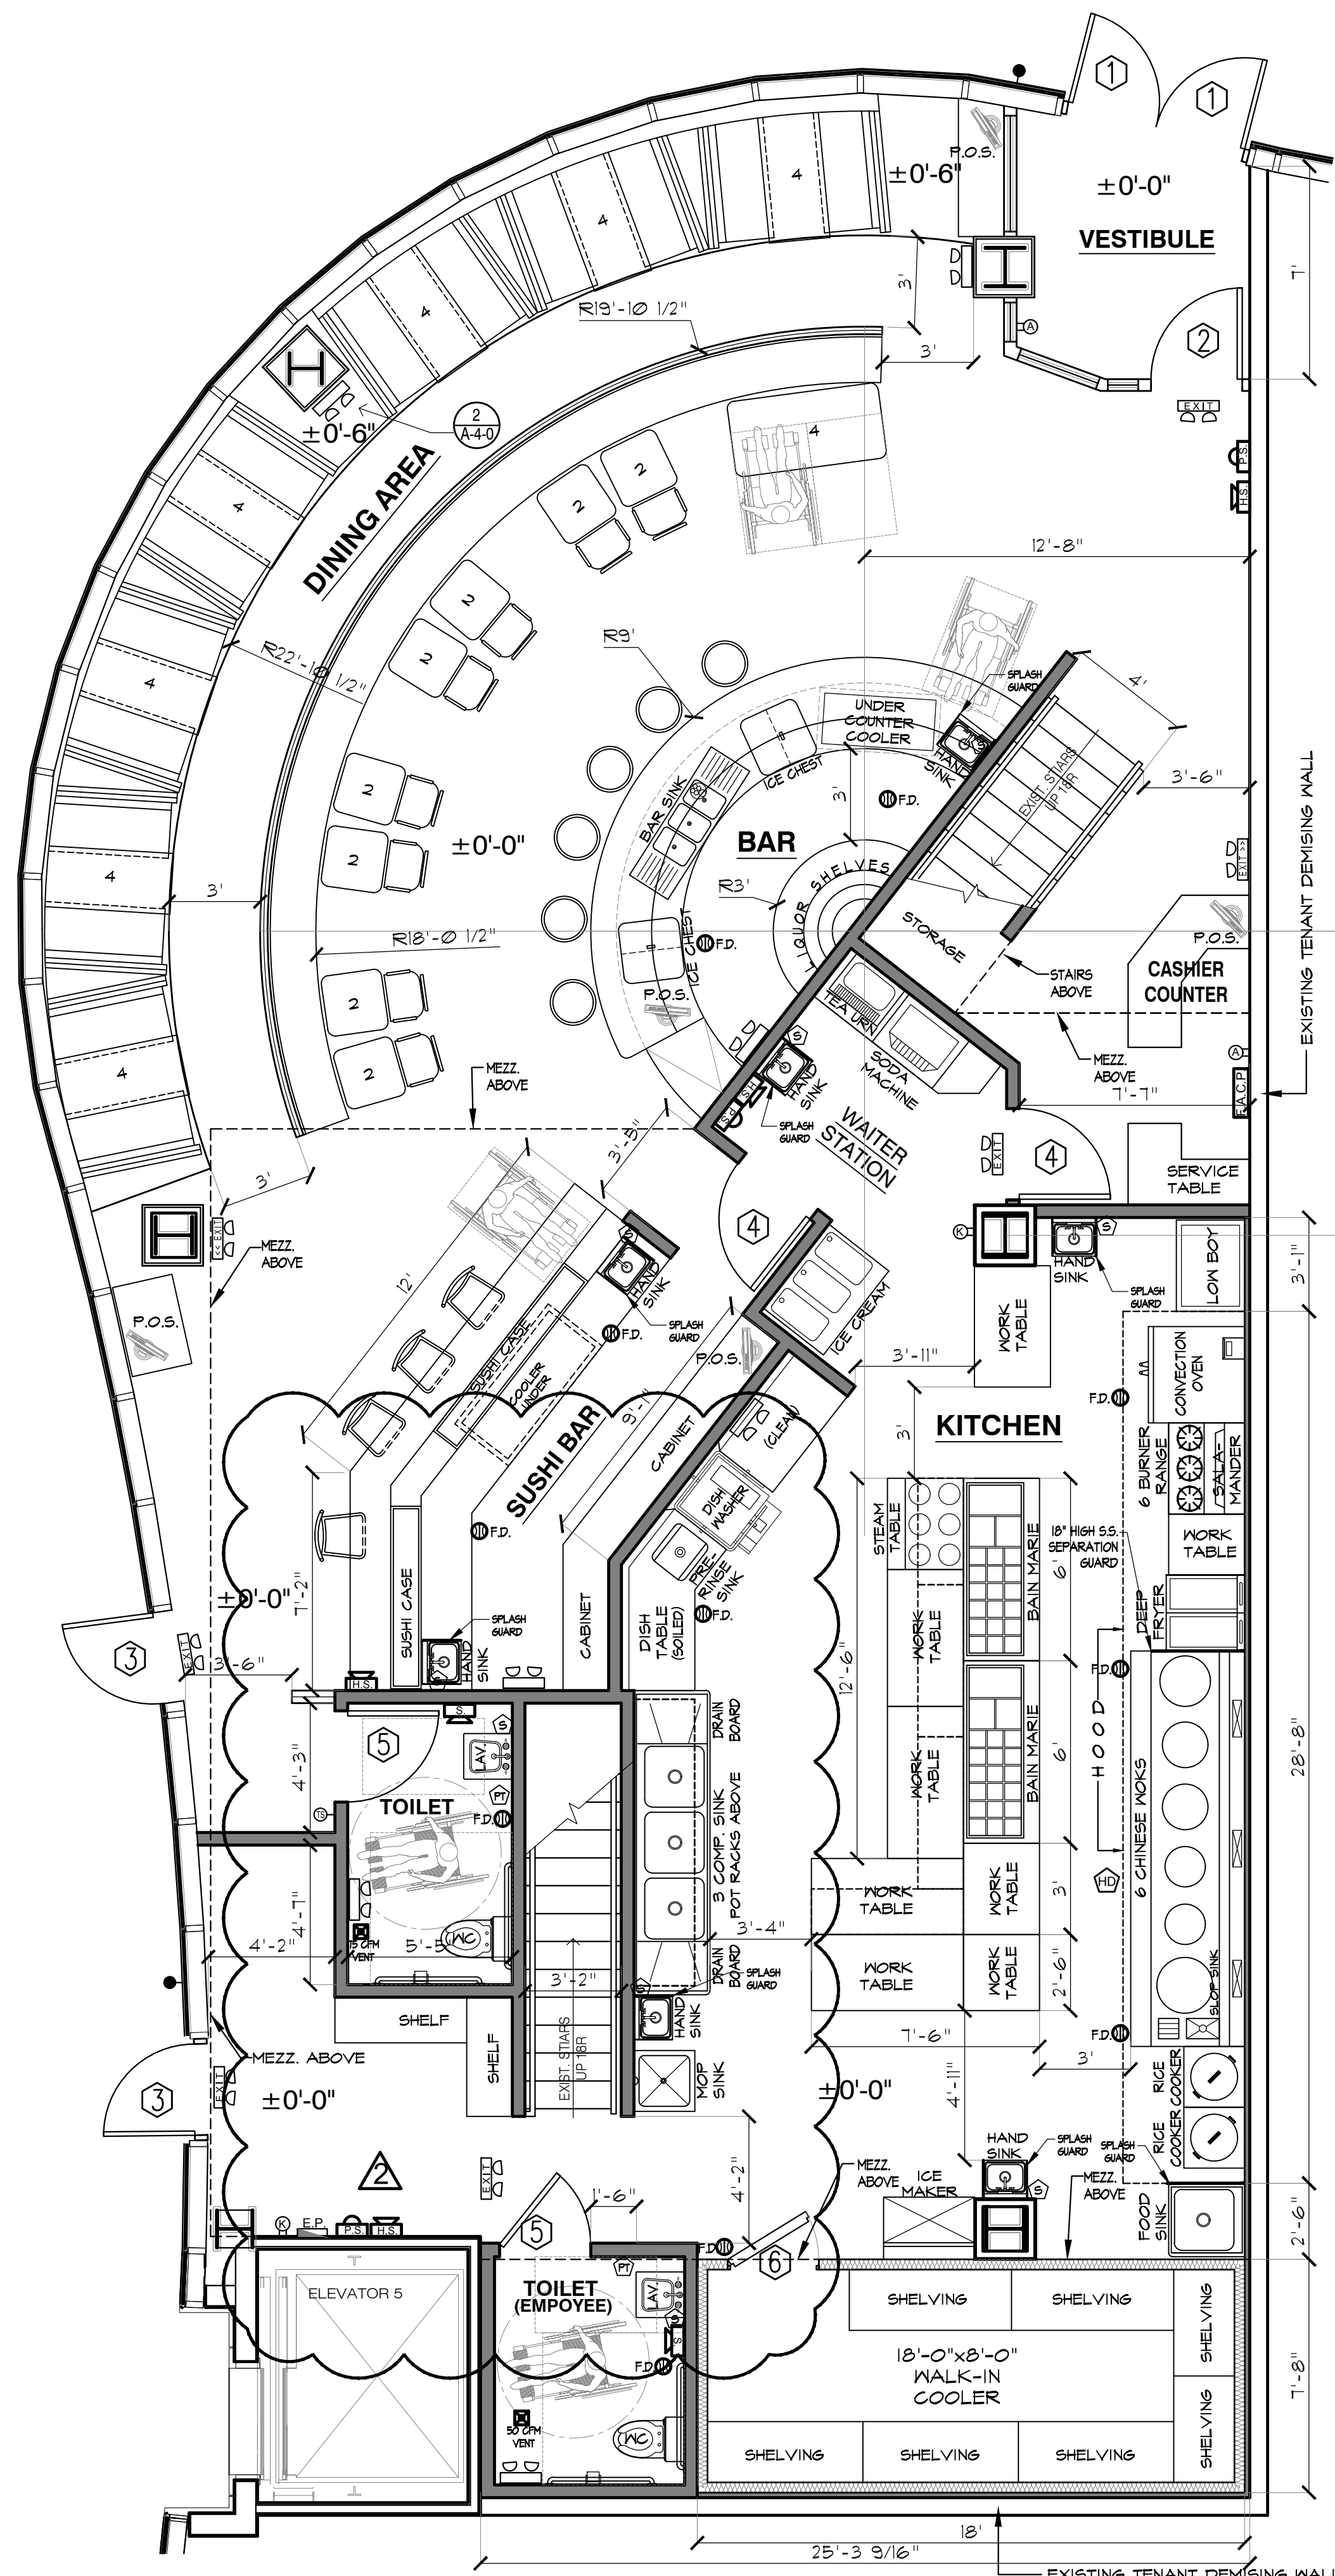 1
1
P.O.S.
4
±0'-6"
±0'-0"
VESTIBULE
7'
4
3'
4
R19'-10 1/2"
3'
A
2
EXIT
2
A-4-0
±0'-6"
DINING AREA
4
P.S.
H.S.
2
2
4
12'-8"
2
2
R9'
R22'-10 1/2"
4
SPLASH
GUARD
4'
UNDER
COUNTER
COOLER
HAND
SINK
S
ICE CHEST
EXIST. STIARS
UP 18R
3'-6"
EXISTING TENANT DEMISING WALL
2
BAR SINK
3'
F.D.
±0'-0"
BAR
EXIT >>
2
4
3'
R3'
LIQUOR SHELVES
R18'-0 1/2"
ICE CHEST
F.D.
STORAGE
P.O.S.
CASHIER
COUNTER
STAIRS
ABOVE
P.O.S.
TEA URN
2
S
SODA
MACHINE
HAND
SINK
MEZZ.
ABOVE
A
F.A.C.P.
7'-7"
4
2
MEZZ.
ABOVE
H.S.
P.S.
SPLASH
GUARD
WAITER
STATION
3'-5"
EXIT
4
SERVICE
TABLE
3'
<< EXIT
MEZZ.
ABOVE
4
K
HAND
SINK
S
SPLASH
GUARD
LOW BOY
3'-1"
P.O.S.
12'
S
HAND
SINK
SPLASH
GUARD
F.D.
SUSHI CASE
COOLER
UNDER
P.O.S.
ICE CREAM
WORK
TABLE
3'-11"
CONVECTION
OVEN
F.D.
9'-1"
CABINET
SUSHI BAR
(CLEAN)
3'
KITCHEN
6 BURNER
RANGE
SALA-
MANDER
DISH
WASHER
F.D.
STEAM
TABLE
BAIN MARIE
6'
18" HIGH S.S.
SEPARATION
GUARD
WORK
TABLE
PRE-
RINSE
SINK
±0'-0"
7'-2"
SUSHI CASE
SPLASH
GUARD
HAND
SINK
S
CABINET
DISH
TABLE
(SOILED)
F.D.
WORK
TABLE
DEEP
FRYER
3
EXIT
3'-6"
H.S.
12'-6"
F.D.
HOOD
28'-8"
S.
S
5
4'-3"
LAV.
DRAIN
BOARD
WORK
TABLE
BAIN MARIE
6'
TOILET
TS
PT
F.D.
3 COMP. SINK
POT RACKS ABOVE
6 CHINESE WOKS
4'-7"
WORK
TABLE
WORK
TABLE
3'
HD
15 CFM
VENT
WC
4'-2"
5'-5"
3'-2"
3'-4"
DRAIN
BOARD
SPLASH
GUARD
WORK
TABLE
WORK
TABLE
2'-6"
SHELF
SHELF
S
HAND
SINK
SLOP SINK
F.D.
EXIST. STIARS
UP 18R
7'-6"
3'
MEZZ. ABOVE
3
EXIT
±0'-0"
MOP
SINK
±0'-0"
4'-11"
RICE
COOKER
RICE
COOKER
HAND
SINK
SPLASH
GUARD
SPLASH
GUARD
2
EXIT
1'-6"
4'-2"
MEZZ.
ABOVE
ICE
MAKER
S
MEZZ.
ABOVE
FOOD
SINK
2'-6"
K
E.P.
P.S.
H.S.
5
F.D.
6
ELEVATOR 5
TOILET
(EMPOYEE)
PT
LAV.
S
S.
F.D.
SHELVING
SHELVING
SHELVING
18'-0"x8'-0"
WALK-IN
COOLER
7'-8"
50 CFM
VENT
WC
SHELVING
SHELVING
SHELVING
SHELVING
18'
25'-3 9/16"
EXISTING TENANT DEMISING WALL